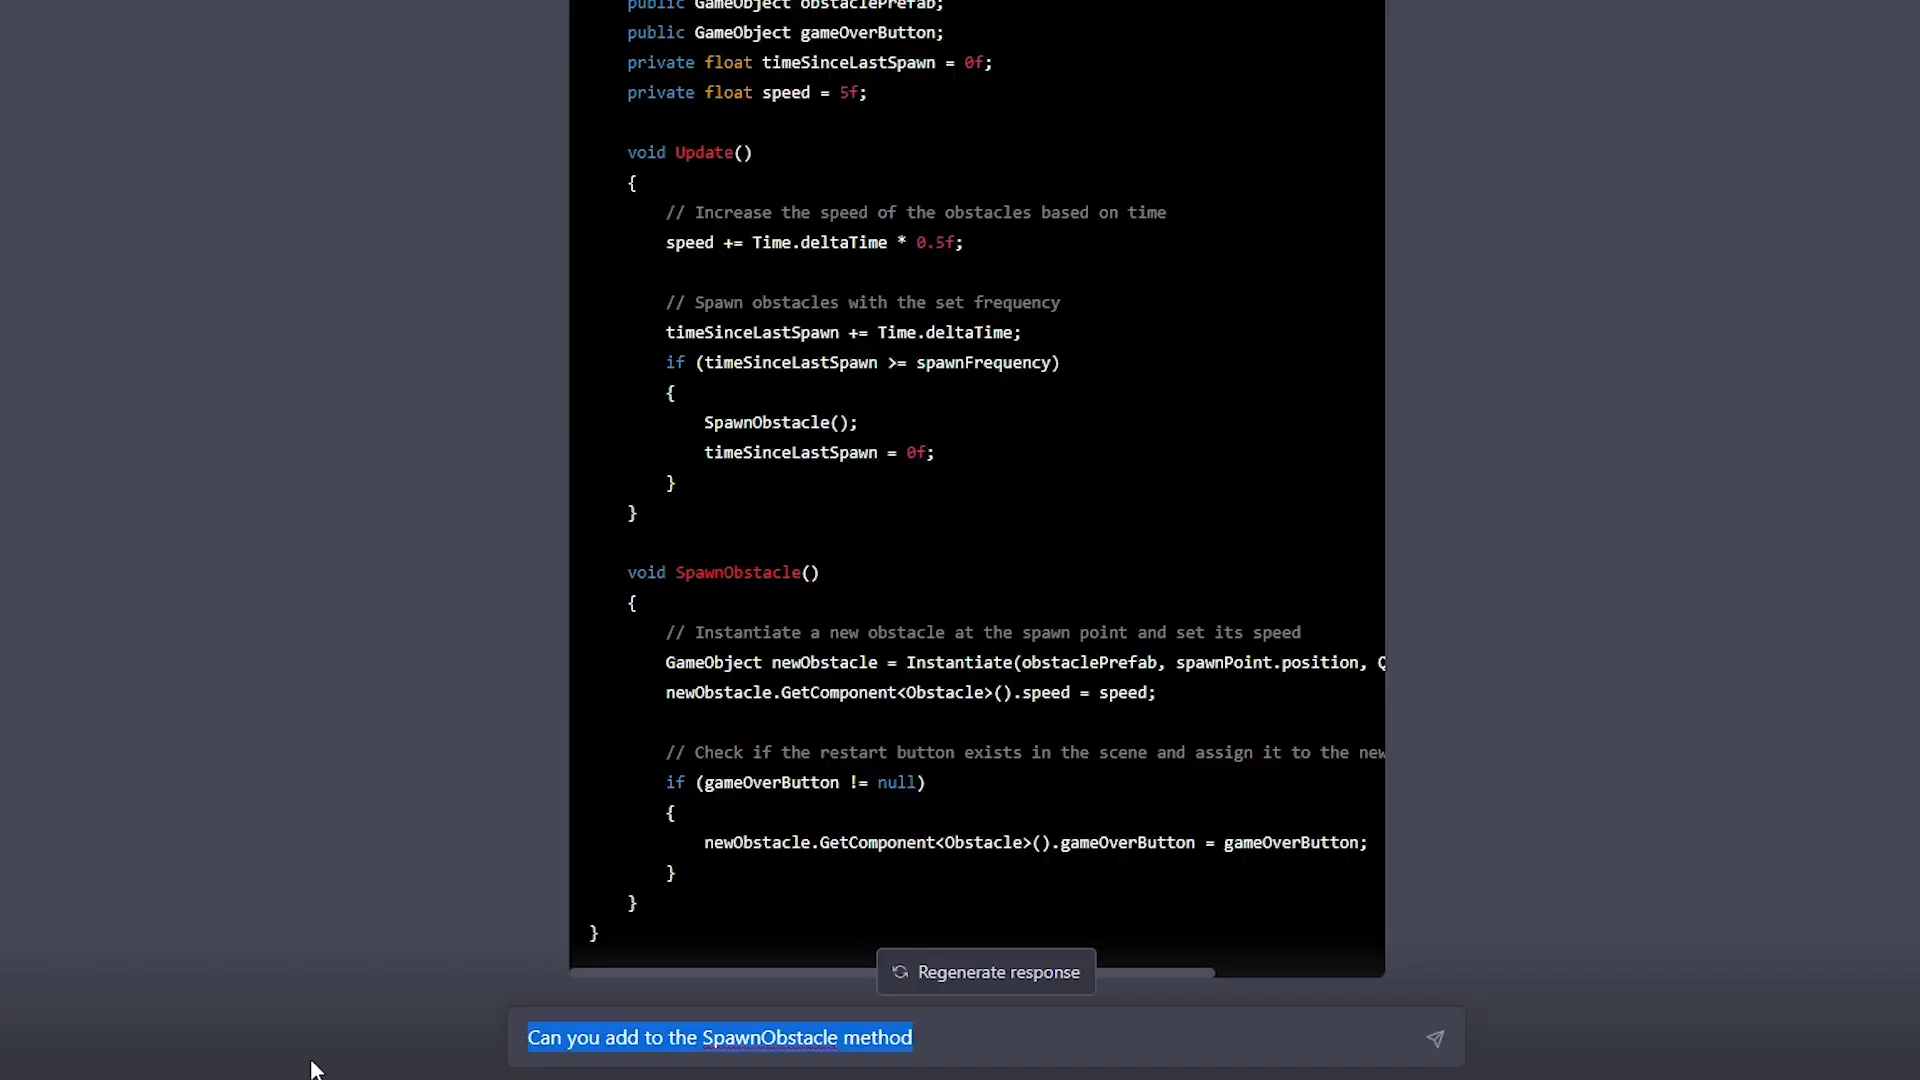 public GameObject obstaclePrefab;
public GameObject gameOverButton;
private float timeSinceLastSpawn = 0f;
private float speed = 5f;
void Update()
{
// Increase the speed of the obstacles based on time
speed += Time.deltaTime * 0.5f;
// Spawn obstacles with the set frequency
timeSinceLastSpawn += Time.deltaTime;
if (timeSinceLastSpawn >= spawnFrequency)
{
SpawnObstacle();
timeSinceLastSpawn = 0f;
}
}
void SpawnObstacle()
{
// Instantiate a new obstacle at the spawn point and set its speed
GameObject newObstacle = Instantiate(obstaclePrefab, spawnPoint.position, Q
newObstacle.GetComponent<Obstacle>().speed = speed;
// Check if the restart button exists in the scene and assign it to the new
if (gameOverButton != null)
{
newObstacle.GetComponent<Obstacle>().gameOverButton = gameOverButton;
}
}
}
Regenerate response
Can you add to the SpawnObstacle method